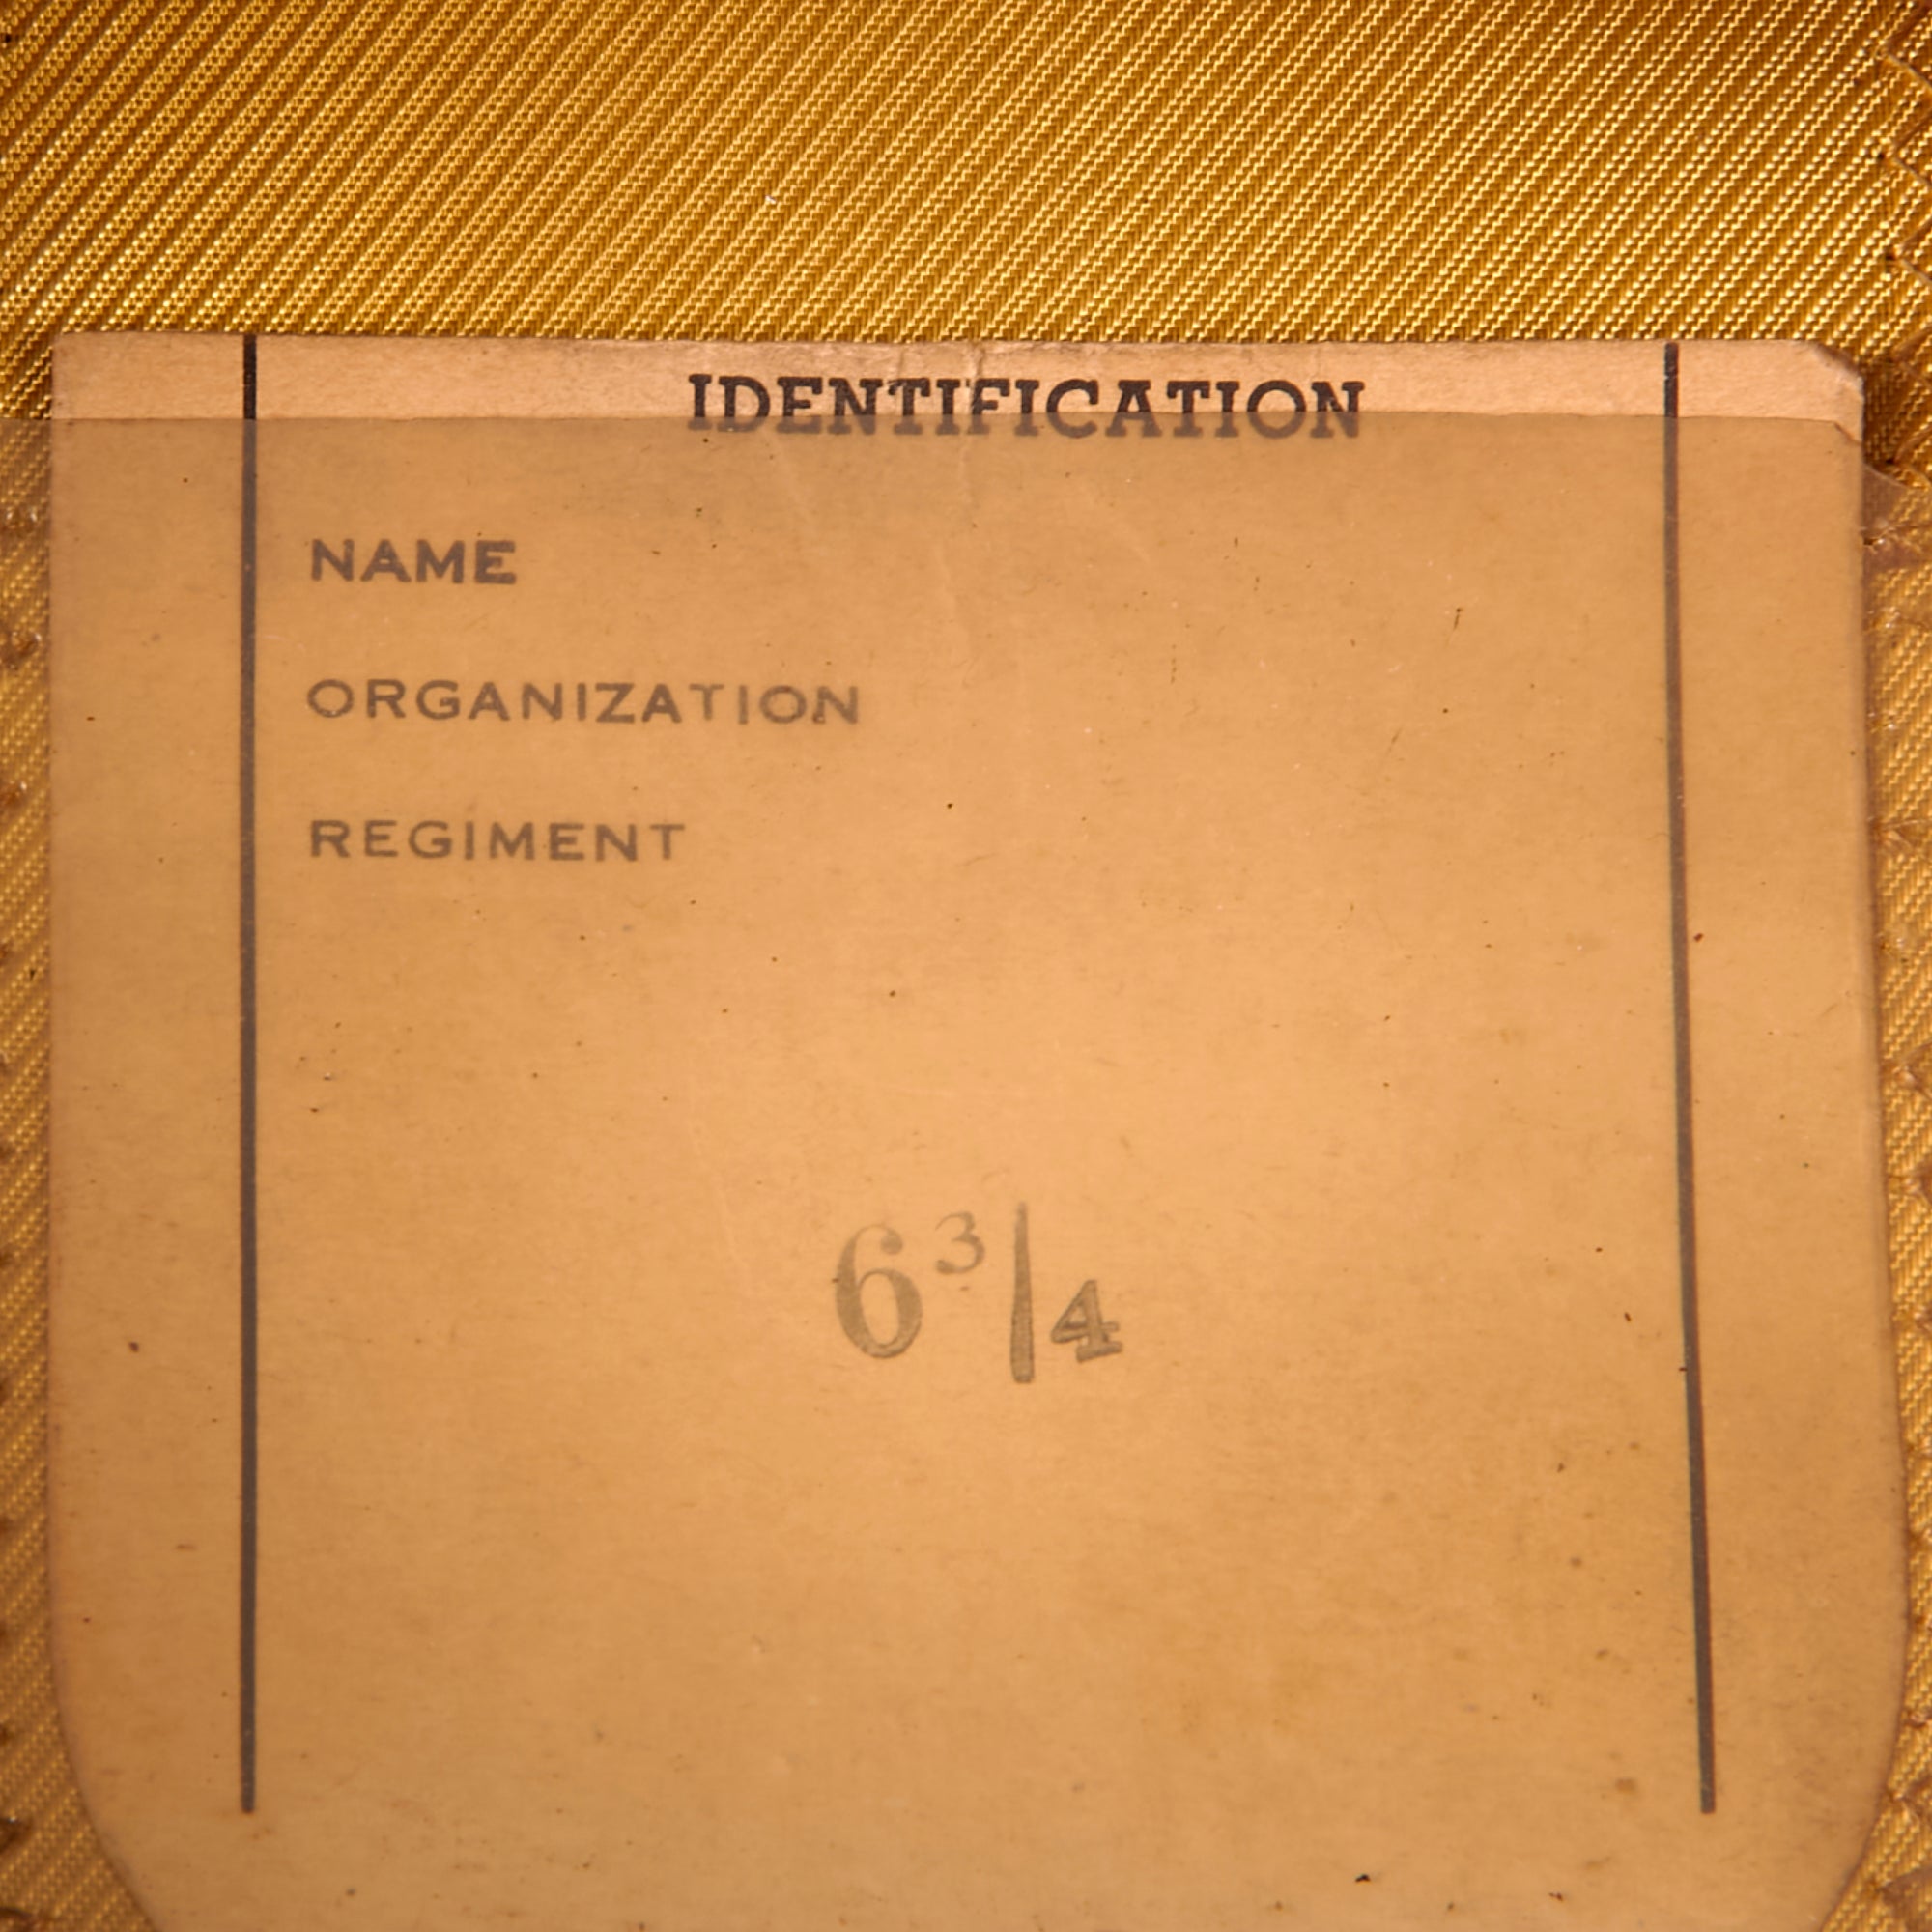 IDENTIFICATION
NAME
ORGANIZATION
REGIMENT
6 3/4